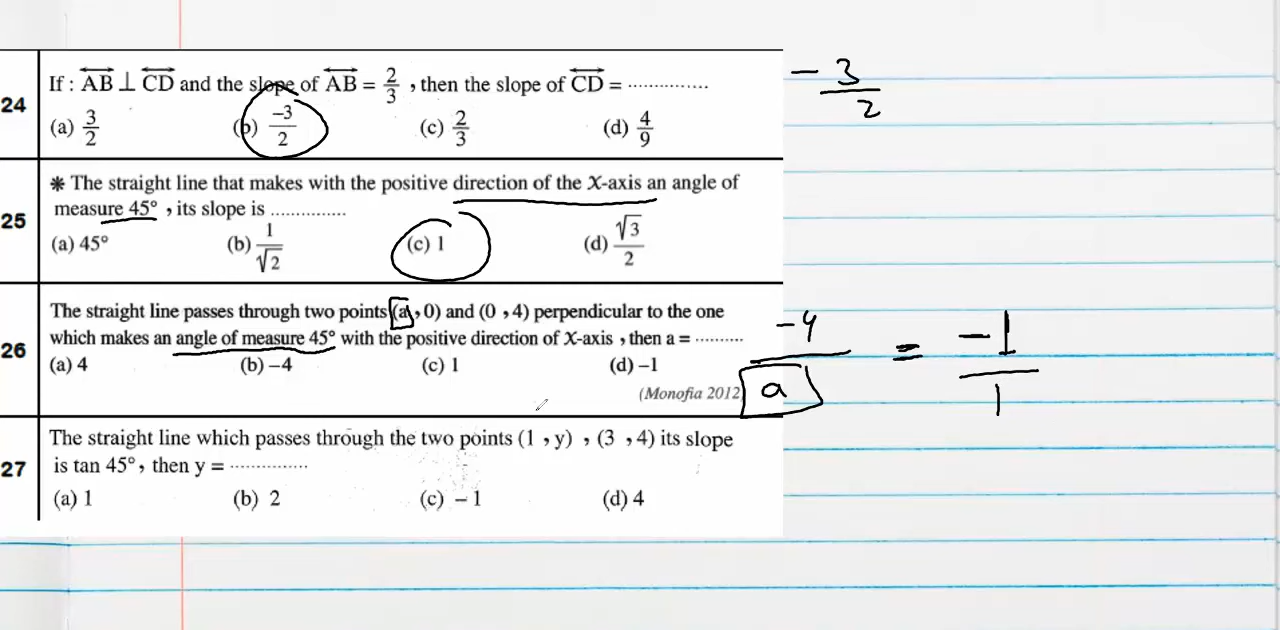 24
If : AB ⊥ CD and the slope of AB = 2/3 , then the slope of CD = ...............
(a) 3/2 (b) -3/2 (c) 2/3 (d) 4/9
- 3/2
25
* The straight line that makes with the positive direction of the X-axis an angle of
measure 45° , its slope is ...............
(a) 45° (b) 1/√2 (c) 1 (d) √3/2
26
The straight line passes through two points (a , 0) and (0 , 4) perpendicular to the one
which makes an angle of measure 45° with the positive direction of X-axis , then a = ..........
(a) 4 (b) –4 (c) 1 (d) –1
(Monofia 2012
-4/a = -1/1
27
The straight line which passes through the two points (1 , y) , (3 , 4) its slope
is tan 45° , then y = ...............
(a) 1 (b) 2 (c) – 1 (d) 4